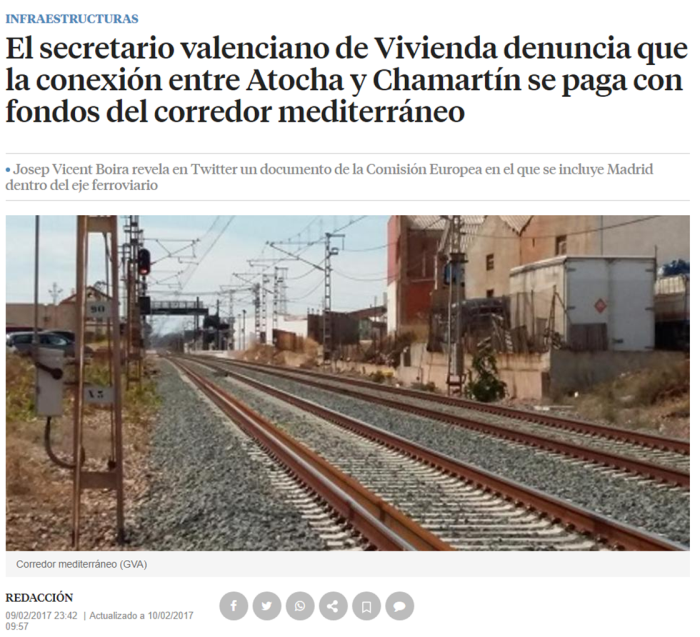 INFRAESTRUCTURAS
El secretario valenciano de Vivienda denuncia que
la conexión entre Atocha y Chamartín se paga con
fondos del corredor mediterráneo
• Josep Vicent Boira revela en Twitter un documento de la Comisión Europea en el que se incluye Madrid
dentro del eje ferroviario
Corredor mediterráneo (GVA)
REDACCIÓN
09/02/2017 23:42 | Actualizado a 10/02/2017
09:57